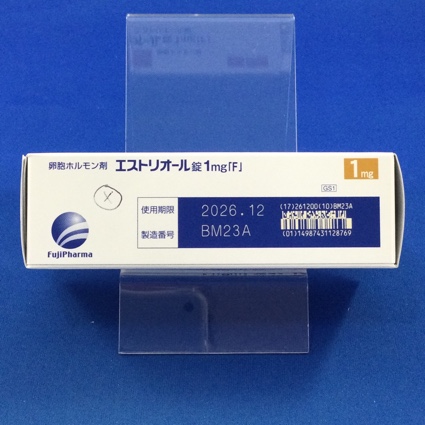 卵胞ホルモン剤 エストリオール錠1mg「F」
1mg
GS1
使用期限 2026.12
製造番号 BM23A
(17)261200(10)BM23A
(01)14987431128769
FujiPharma